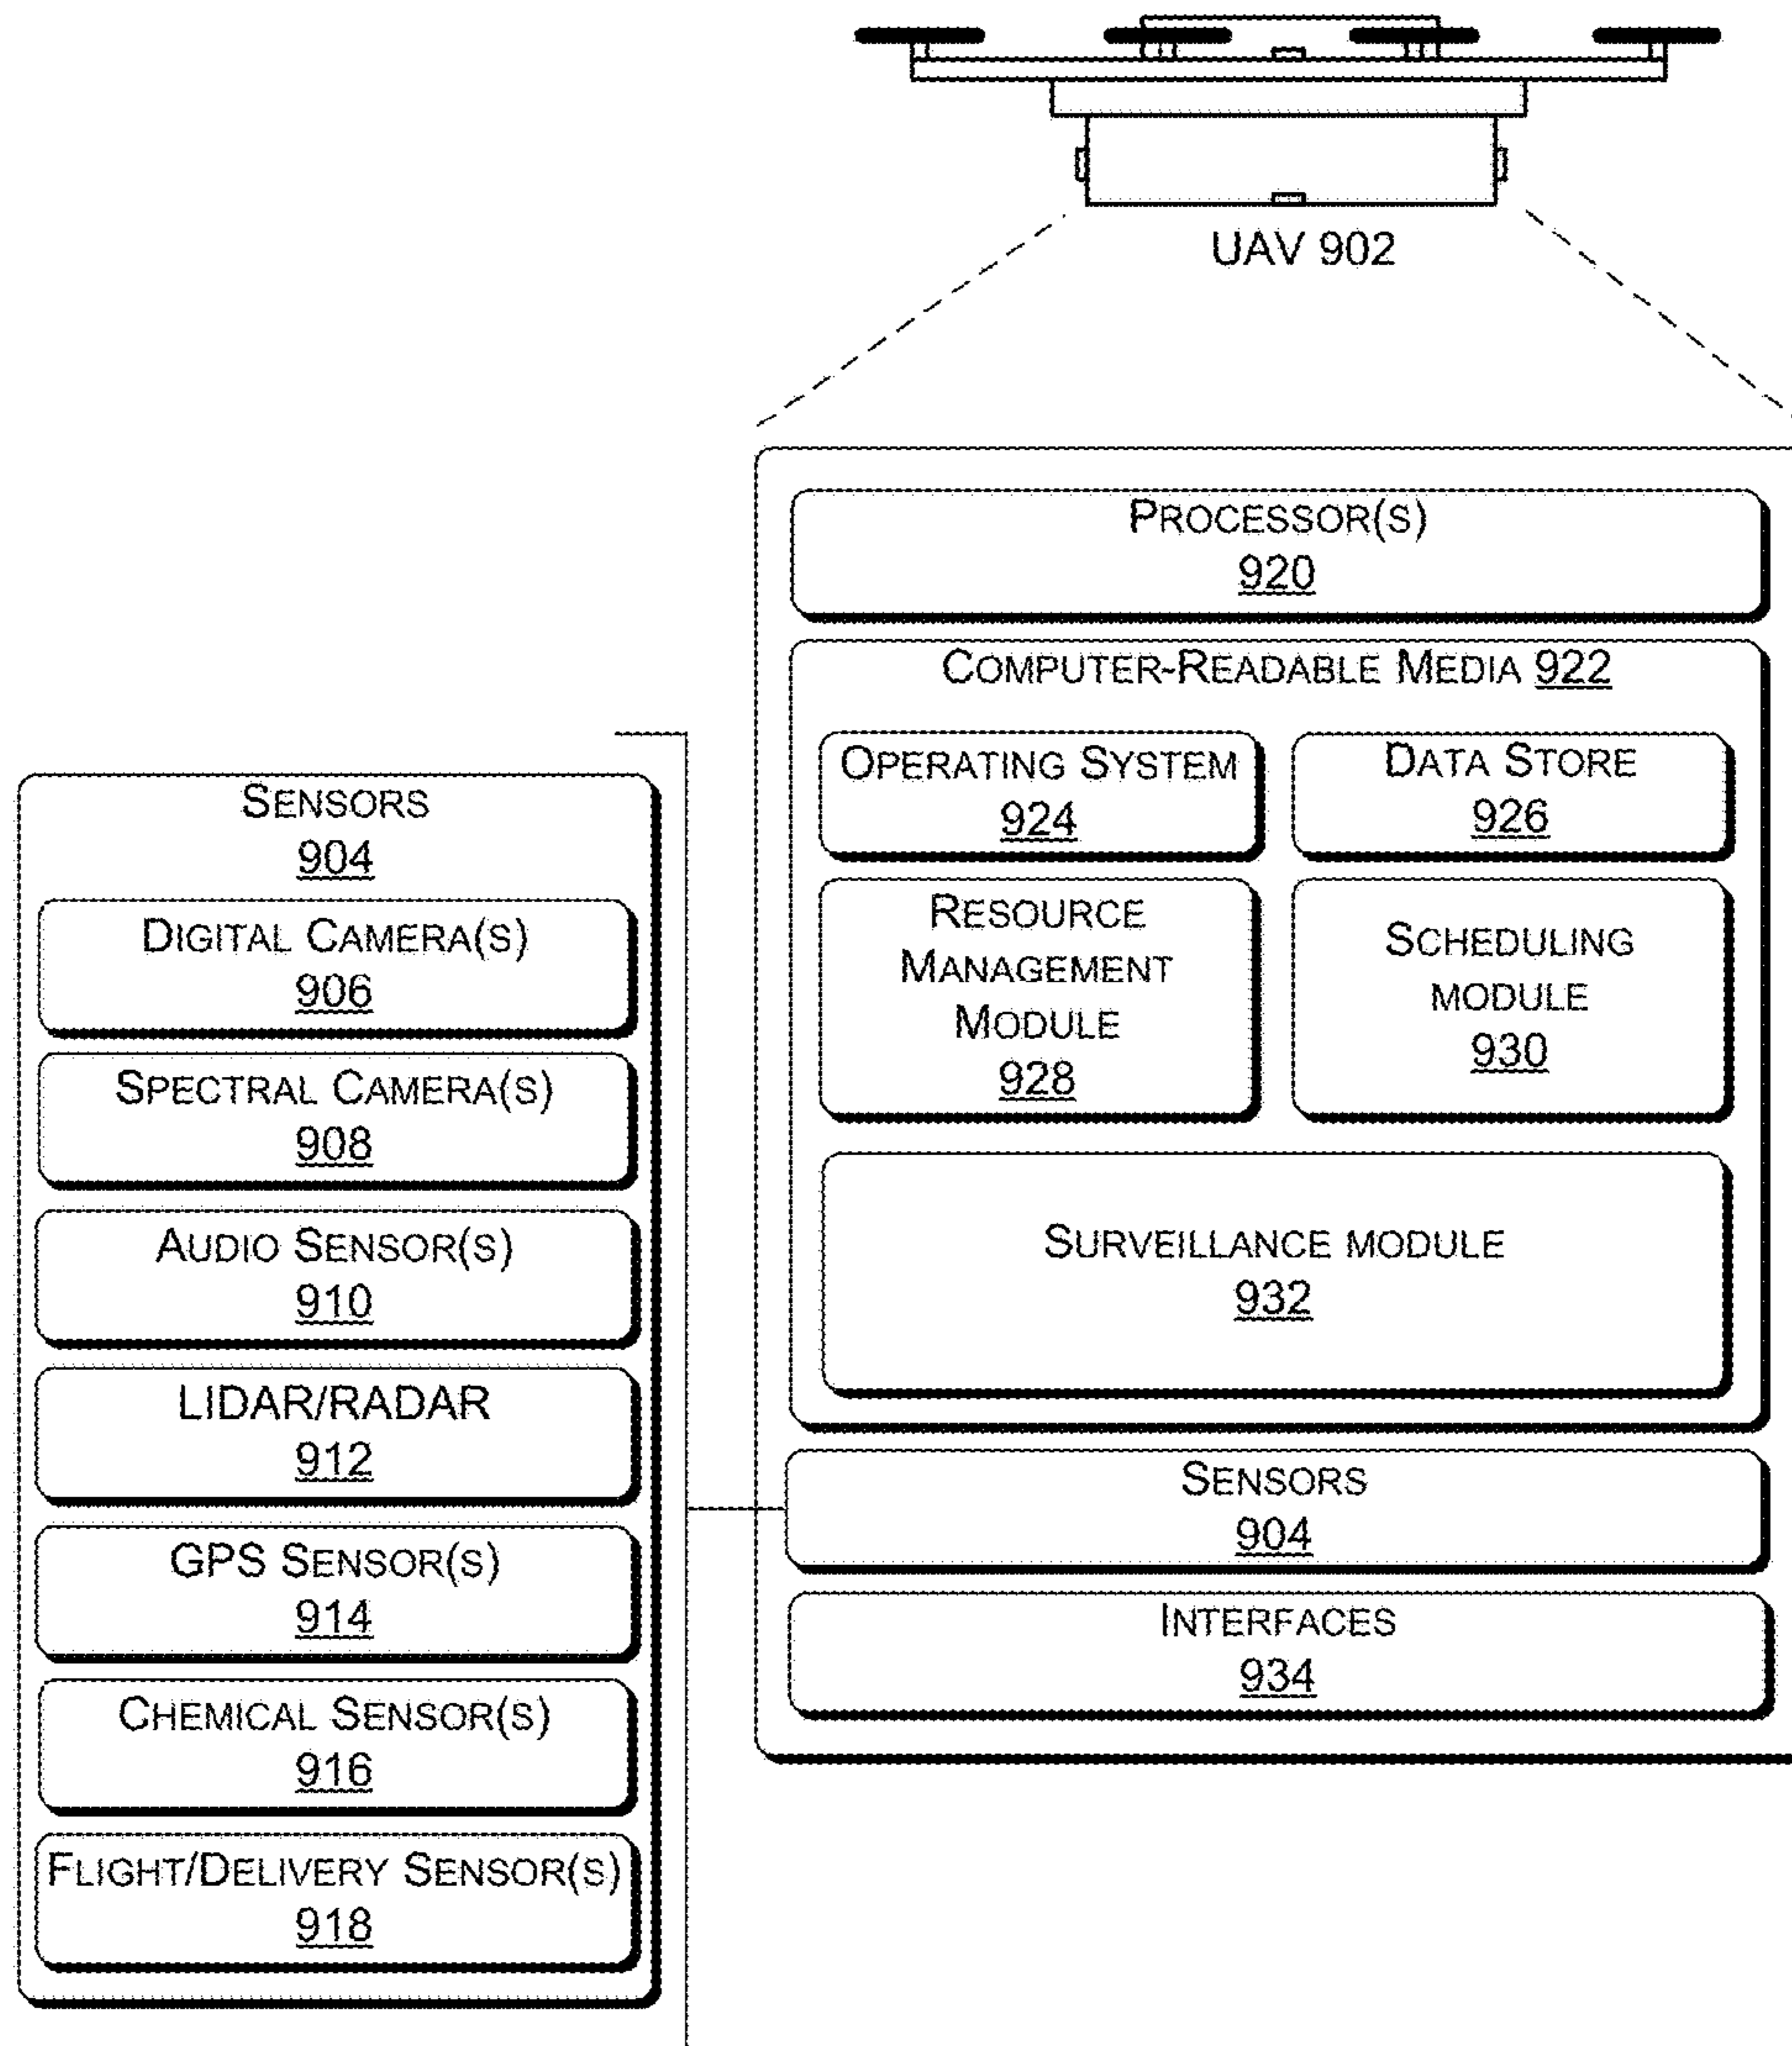 UAV 902
PROCESSOR(S)
920
COMPUTER-READABLE MEDIA 922
OPERATING SYSTEM
924
DATA STORE
926
RESOURCE
MANAGEMENT
MODULE
928
SCHEDULING
MODULE
930
SURVEILLANCE MODULE
932
SENSORS
904
INTERFACES
934
SENSORS
904
DIGITAL CAMERA(S)
906
SPECTRAL CAMERA(S)
908
AUDIO SENSOR(S)
910
LIDAR/RADAR
912
GPS SENSOR(S)
914
CHEMICAL SENSOR(S)
916
FLIGHT/DELIVERY SENSOR(S)
918